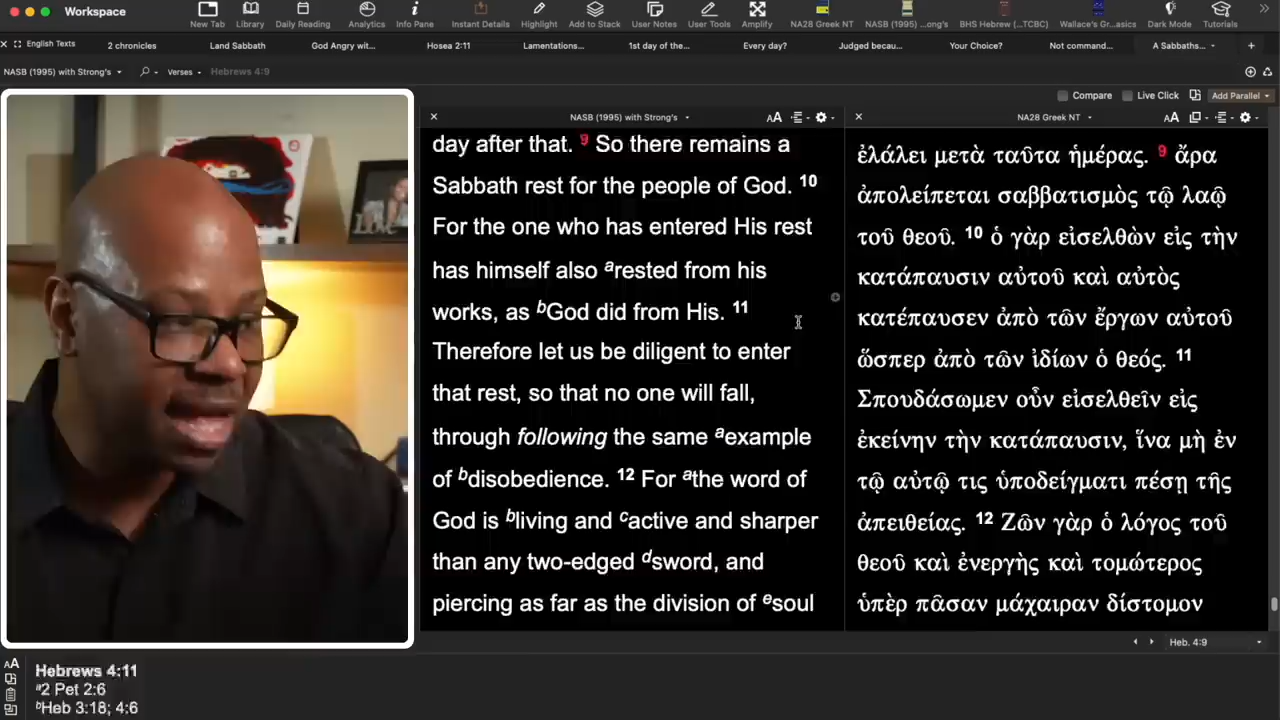 Workspace
New Tab
Library
Daily Reading
Analytics
Info Pane
Instant Details
Highlight
Add to Stack
User Notes
User Tools
Amplify
NA28 Greek NT
NASB (1995) ...ong's
BHS Hebrew (...TCBC)
Wallace's Gr...asics
Dark Mode
Tutorials
English Texts
2 chronicles
Land Sabbath
God Angry wit...
Hosea 2:11
Lamentations...
1st day of the...
Every day?
Judged becau...
Your Choice?
Not command...
A Sabbaths...
NASB (1995) with Strong's
Verses
Hebrews 4:9
Compare
Live Click
Add Parallel
NASB (1995) with Strong's
day after that. 9 So there remains a
Sabbath rest for the people of God. 10
For the one who has entered His rest
has himself also arested from his
works, as bGod did from His. 11
Therefore let us be diligent to enter
that rest, so that no one will fall,
through following the same aexample
of bdisobedience. 12 For athe word of
God is bliving and cactive and sharper
than any two-edged dsword, and
piercing as far as the division of esoul
NA28 Greek NT
ἐλάλει μετὰ ταῦτα ἡμέρας. 9 ἄρα
ἀπολείπεται σαββατισμὸς τῷ λαῷ
τοῦ θεοῦ. 10 ὁ γὰρ εἰσελθὼν εἰς τὴν
κατάπαυσιν αὐτοῦ καὶ αὐτὸς
κατέπαυσεν ἀπὸ τῶν ἔργων αὐτοῦ
ὥσπερ ἀπὸ τῶν ἰδίων ὁ θεός. 11
Σπουδάσωμεν οὖν εἰσελθεῖν εἰς
ἐκείνην τὴν κατάπαυσιν, ἵνα μὴ ἐν
τῷ αὐτῷ τις ὑποδείγματι πέσῃ τῆς
ἀπειθείας. 12 Ζῶν γὰρ ὁ λόγος τοῦ
θεοῦ καὶ ἐνεργὴς καὶ τομώτερος
ὑπὲρ πᾶσαν μάχαιραν δίστομον
Heb. 4:9
Hebrews 4:11
a2 Pet 2:6
bHeb 3:18; 4:6